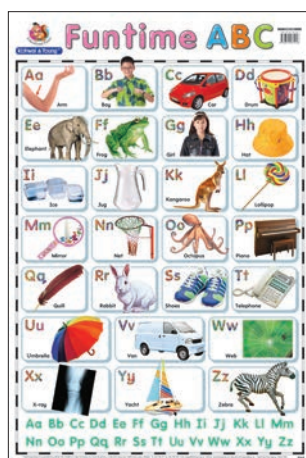 Funtime ABC
Aa Bb Cc Dd
Arm Boy Car Drum
Ee Ff Gg Hh
Elephant Frog Girl Hat
Ii Jj Kk Ll
Ice Jug Kangaroo Lollipop
Mm Nn Oo Pp
Mirror Net Octopus Piano
Qq Rr Ss Tt
Quill Rabbit Shoes Telephone
Uu Vv Ww
Umbrella Van Web
Xx Yy Zz
X-ray Yacht Zebra
Aa Bb Cc Dd Ee Ff Gg Hh Ii Jj Kk Ll Mm
Nn Oo Pp Qq Rr Ss Tt Uu Vv Ww Xx Yy Zz